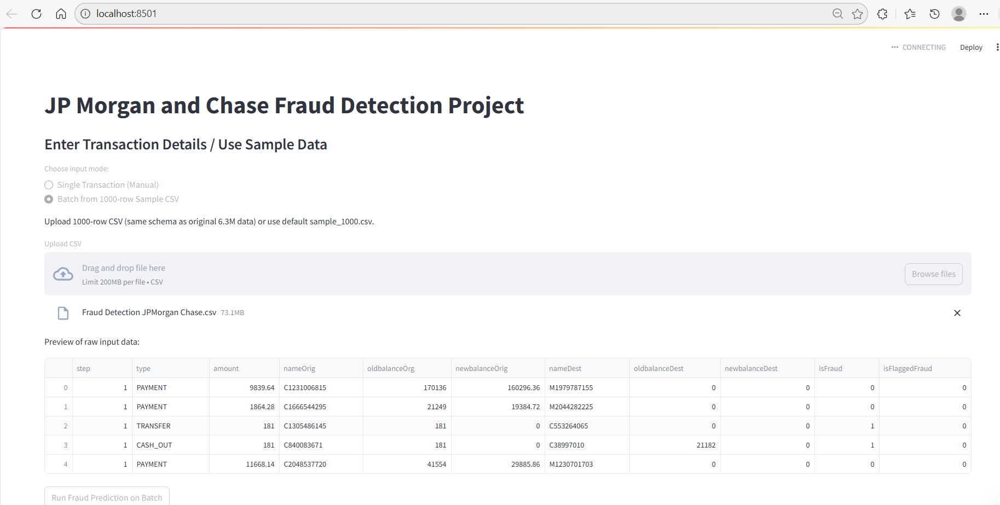 localhost:8501
CONNECTING Deploy
JP Morgan and Chase Fraud Detection Project
Enter Transaction Details / Use Sample Data
Choose input mode:
Single Transaction (Manual)
Batch from 1000-row Sample CSV
Upload 1000-row CSV (same schema as original 6.3M data) or use default sample_1000.csv.
Upload CSV
Drag and drop file here
Limit 200MB per file • CSV
Browse files
Fraud Detection JPMorgan Chase.csv 73.1MB
Preview of raw input data:
step type amount nameOrig oldbalanceOrg newbalanceOrig nameDest oldbalanceDest newbalanceDest isFraud isFlaggedFraud
0 1 PAYMENT 9839.64 C1231006815 170136 160296.36 M1979787155 0 0 0 0
1 1 PAYMENT 1864.28 C1666544295 21249 19384.72 M2044282225 0 0 0 0
2 1 TRANSFER 181 C1305486145 181 0 C553264065 0 0 1 0
3 1 CASH_OUT 181 C840083671 181 0 C38997010 21182 0 1 0
4 1 PAYMENT 11668.14 C2048537720 41554 29885.86 M1230701703 0 0 0 0
Run Fraud Prediction on Batch